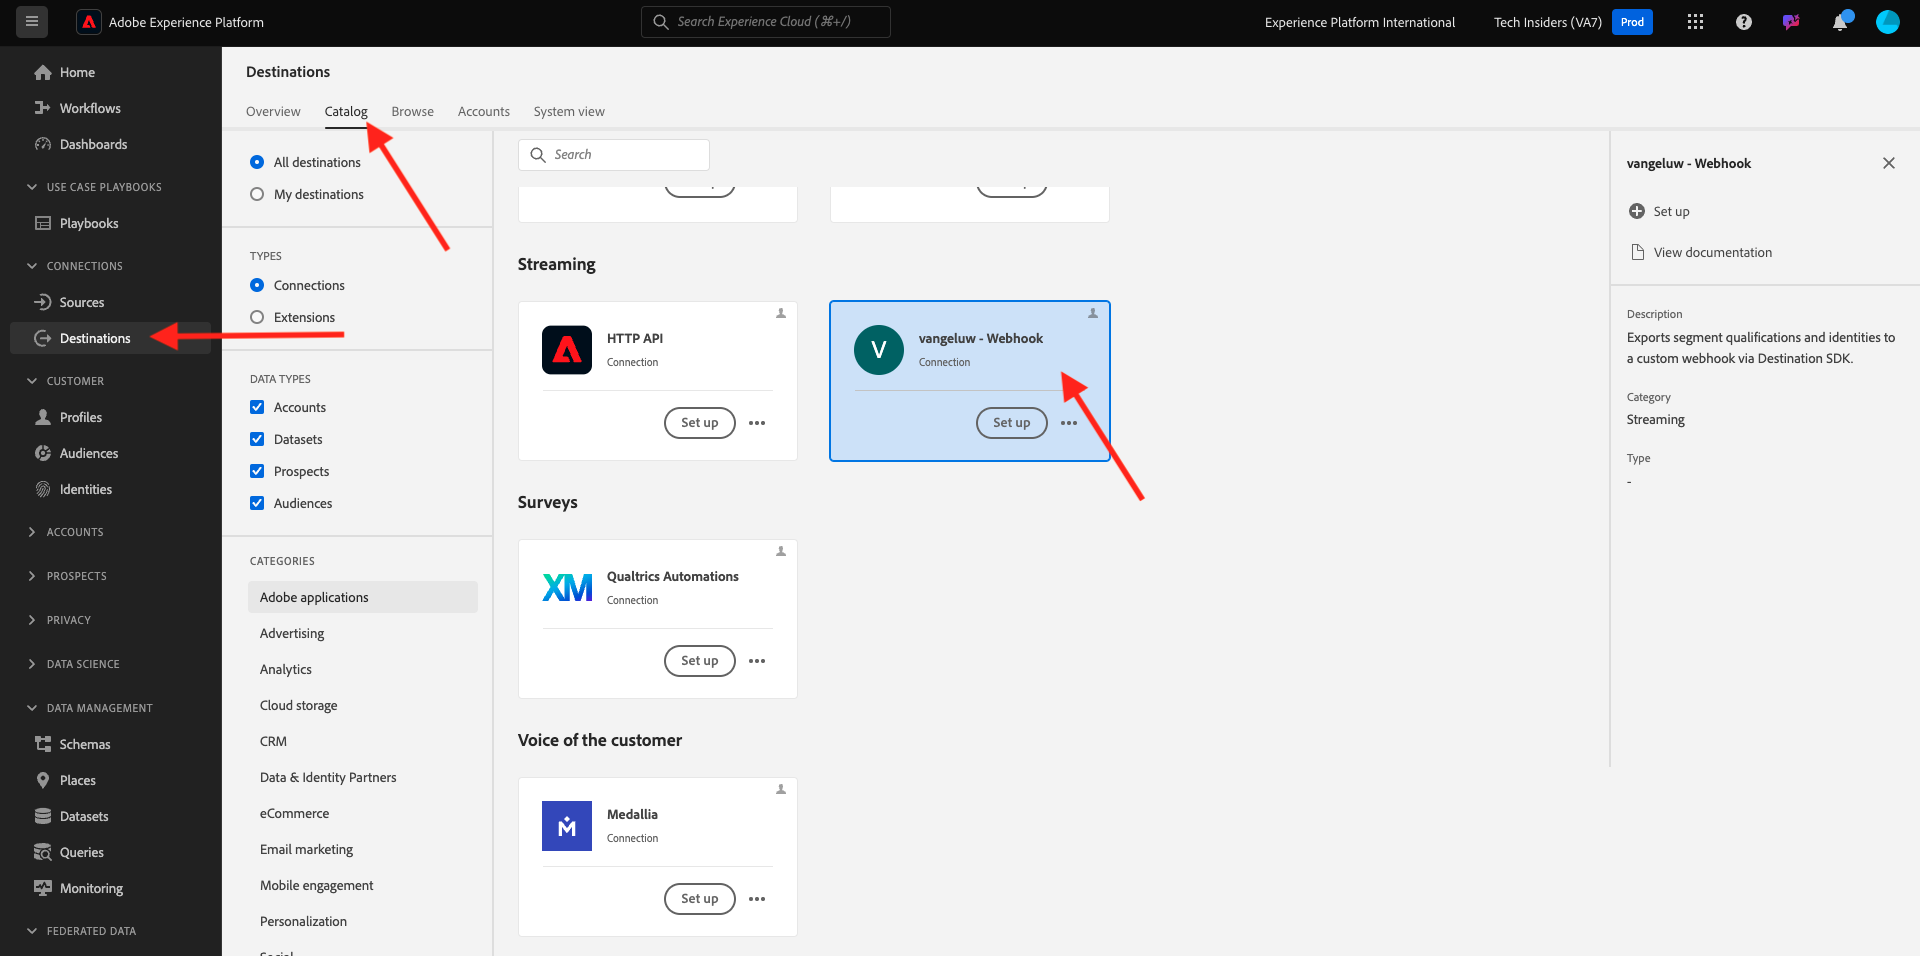 Adobe Experience Platform
Search Experience Cloud (⌘+/)
Experience Platform International
Tech Insiders (VA7)
Prod
Home
Workflows
Dashboards
USE CASE PLAYBOOKS
Playbooks
CONNECTIONS
Sources
Destinations
CUSTOMER
Profiles
Audiences
Identities
ACCOUNTS
PROSPECTS
PRIVACY
DATA SCIENCE
DATA MANAGEMENT
Schemas
Places
Datasets
Queries
Monitoring
FEDERATED DATA
Destinations
Overview
Catalog
Browse
Accounts
System view
All destinations
My destinations
TYPES
Connections
Extensions
DATA TYPES
Accounts
Datasets
Prospects
Audiences
CATEGORIES
Adobe applications
Advertising
Analytics
Cloud storage
CRM
Data & Identity Partners
eCommerce
Email marketing
Mobile engagement
Personalization
Social
Search
Streaming
HTTP API
Connection
Set up
V
vangeluw - Webhook
Connection
Set up
Surveys
XM
Qualtrics Automations
Connection
Set up
Voice of the customer
M
Medallia
Connection
Set up
vangeluw - Webhook
Set up
View documentation
Description
Exports segment qualifications and identities to
a custom webhook via Destination SDK.
Category
Streaming
Type
-